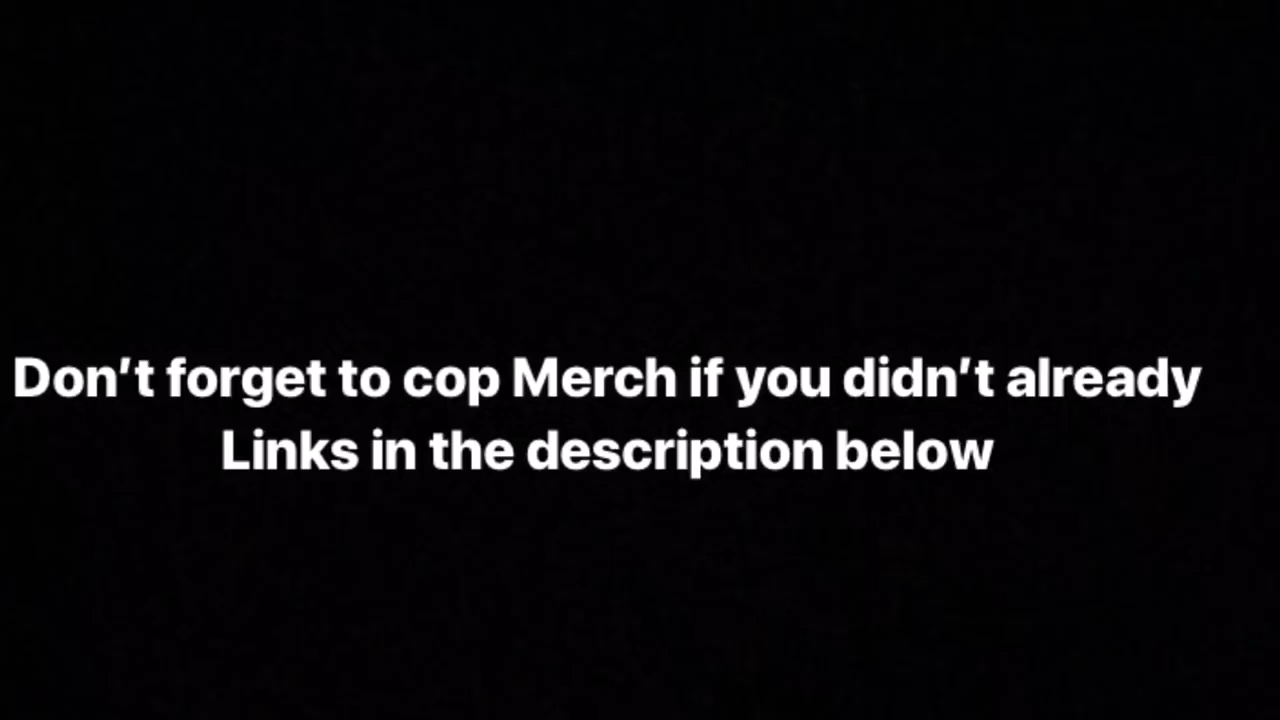 Don’t forget to cop Merch if you didn’t already
Links in the description below